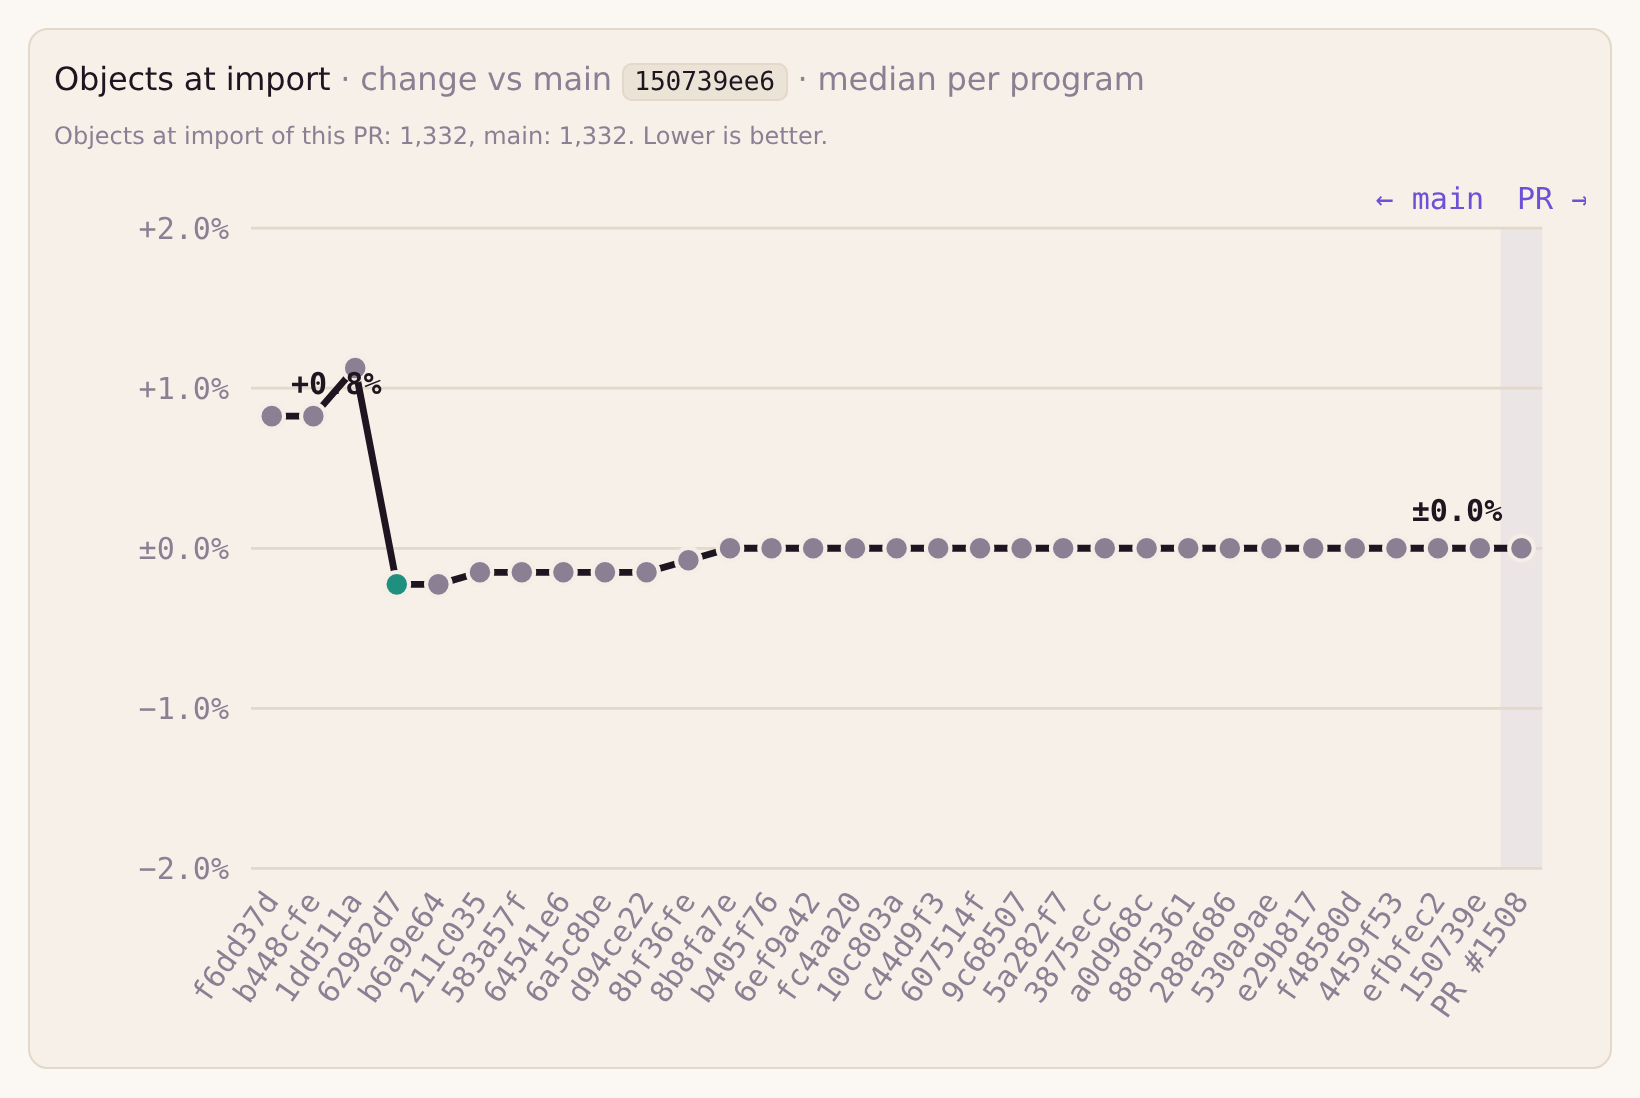 Objects at import · change vs main 150739ee6 · median per program
Objects at import of this PR: 1,332, main: 1,332. Lower is better.
← main PR →
+2.0%
+1.0%
±0.0%
−1.0%
−2.0%
+0.8%
±0.0%
f6dd37d
b448cfe
1dd511a
62982d7
b6a9e64
211c035
583a57f
64541e6
6a5c8be
d94ce22
8bf36fe
8b8fa7e
b405f76
6ef9a42
fc4aa20
10c803a
c44d9f3
607514f
9c68507
5a282f7
3875ecc
a0d968c
88d5361
288a686
530a9ae
e29b817
f48580d
4459f53
efbfec2
150739e
PR #1508